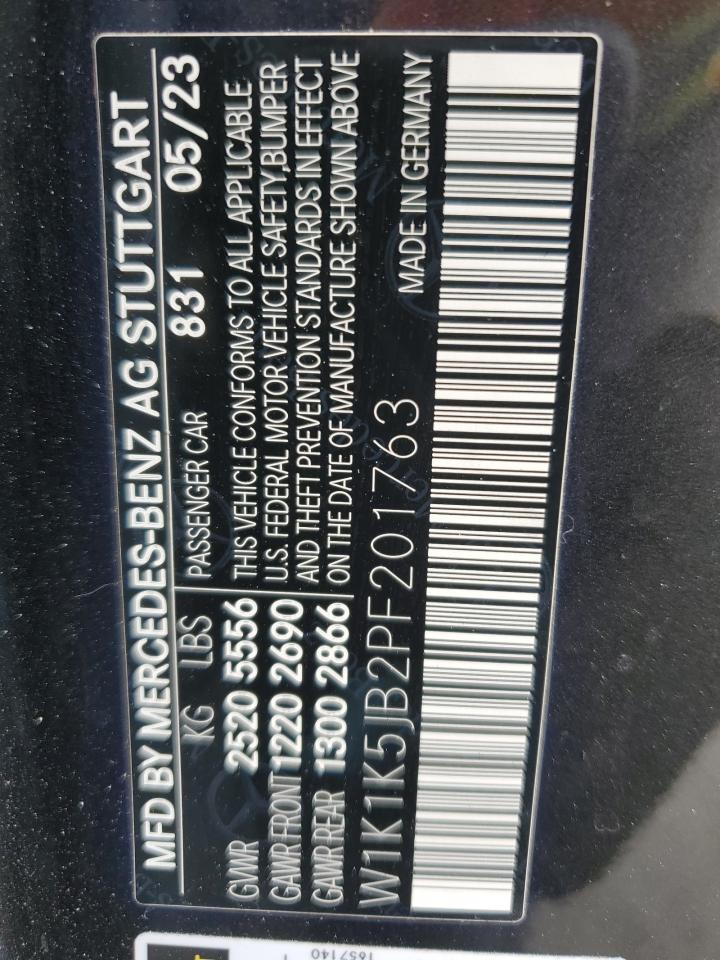 MFD BY MERCEDES-BENZ AG STUTTGART
KG LBS PASSENGER CAR 831 05/23
GVWR 2520 5556 THIS VEHICLE CONFORMS TO ALL APPLICABLE
GAWR FRONT 1220 2690 U.S. FEDERAL MOTOR VEHICLE SAFETY,BUMPER
GAWR REAR 1300 2866 AND THEFT PREVENTION STANDARDS IN EFFECT
ON THE DATE OF MANUFACTURE SHOWN ABOVE
W1K1K5JB2PF201763 MADE IN GERMANY
1657140